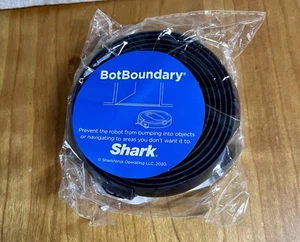 BotBoundary®
Prevent the robot from bumping into objects
or navigating to areas you don't want it to.
Shark®
© SharkNinja Operating LLC, 2020.